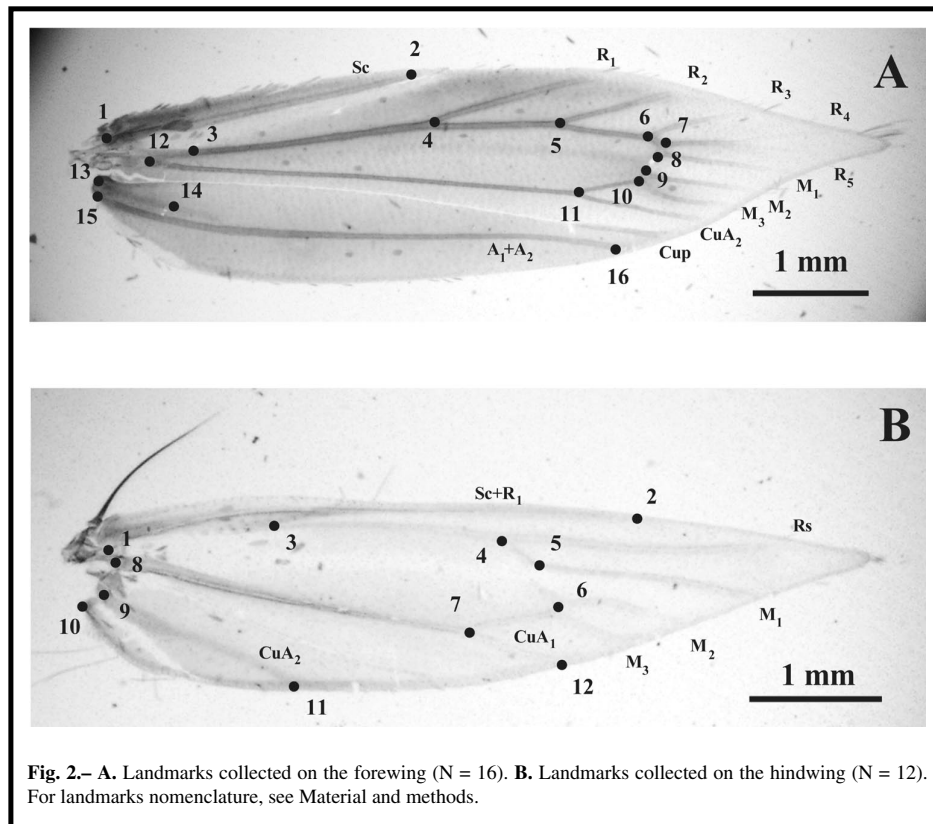 A
2
Sc
R1
R2
R3
R4
1
3
12
4
5
6
7
8
13
9
10
R5
15
14
11
M1
M2
M3
CuA2
A1+A2
Cup
16
1 mm
B
Sc+R1
2
Rs
1
3
4
5
8
9
6
10
7
M1
CuA1
M2
CuA2
M3
11
12
1 mm
Fig. 2.– A. Landmarks collected on the forewing (N = 16). B. Landmarks collected on the hindwing (N = 12).
For landmarks nomenclature, see Material and methods.